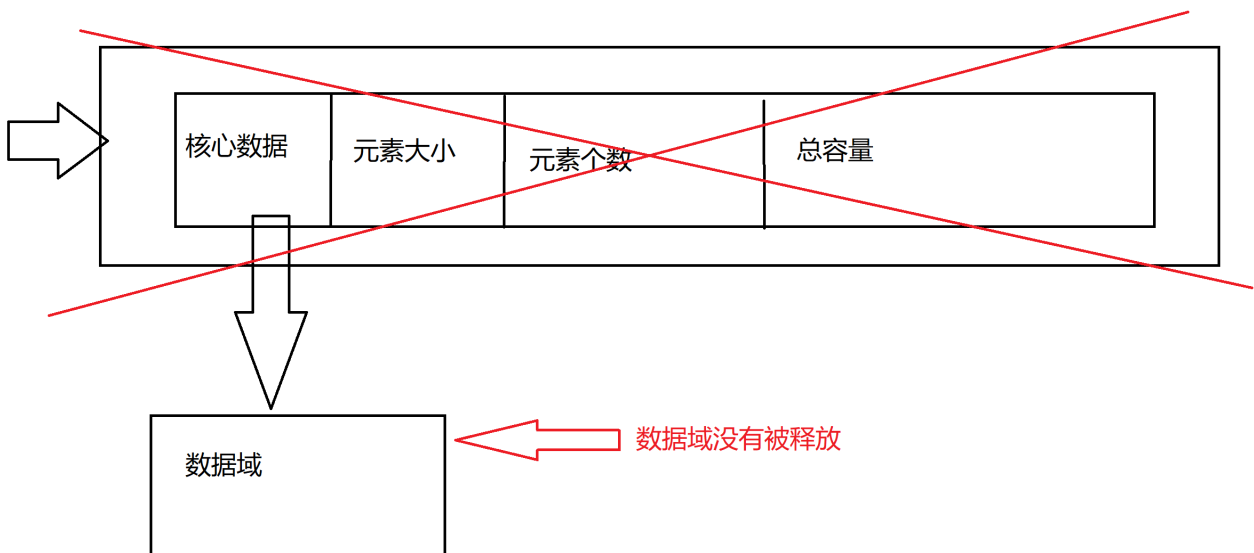 核心数据
元素大小
元素个数
总容量
数据域没有被释放
数据域